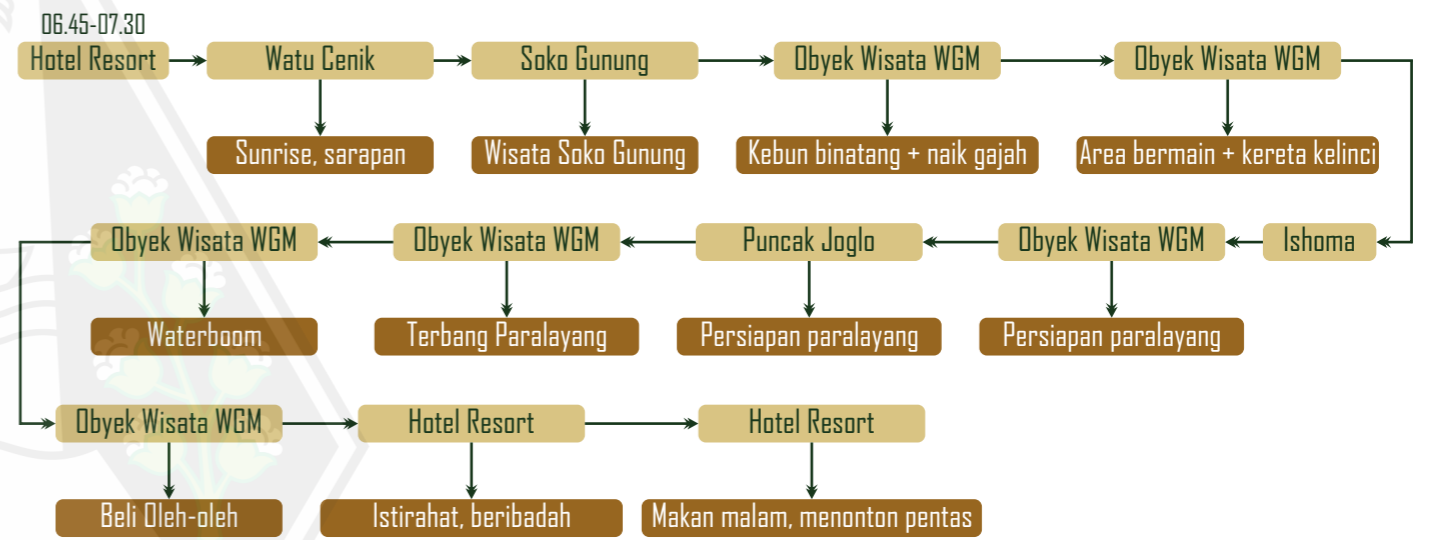 06.45-07.30
Hotel Resort
Watu Cenik
Soko Gunung
Obyek Wisata WGM
Obyek Wisata WGM
Sunrise, sarapan
Wisata Soko Gunung
Kebun binatang + naik gajah
Area bermain + kereta kelinci
Obyek Wisata WGM
Obyek Wisata WGM
Puncak Joglo
Obyek Wisata WGM
Ishoma
Waterboom
Terbang Paralayang
Persiapan paralayang
Persiapan paralayang
Obyek Wisata WGM
Hotel Resort
Hotel Resort
Beli Oleh-oleh
Istirahat, beribadah
Makan malam, menonton pentas